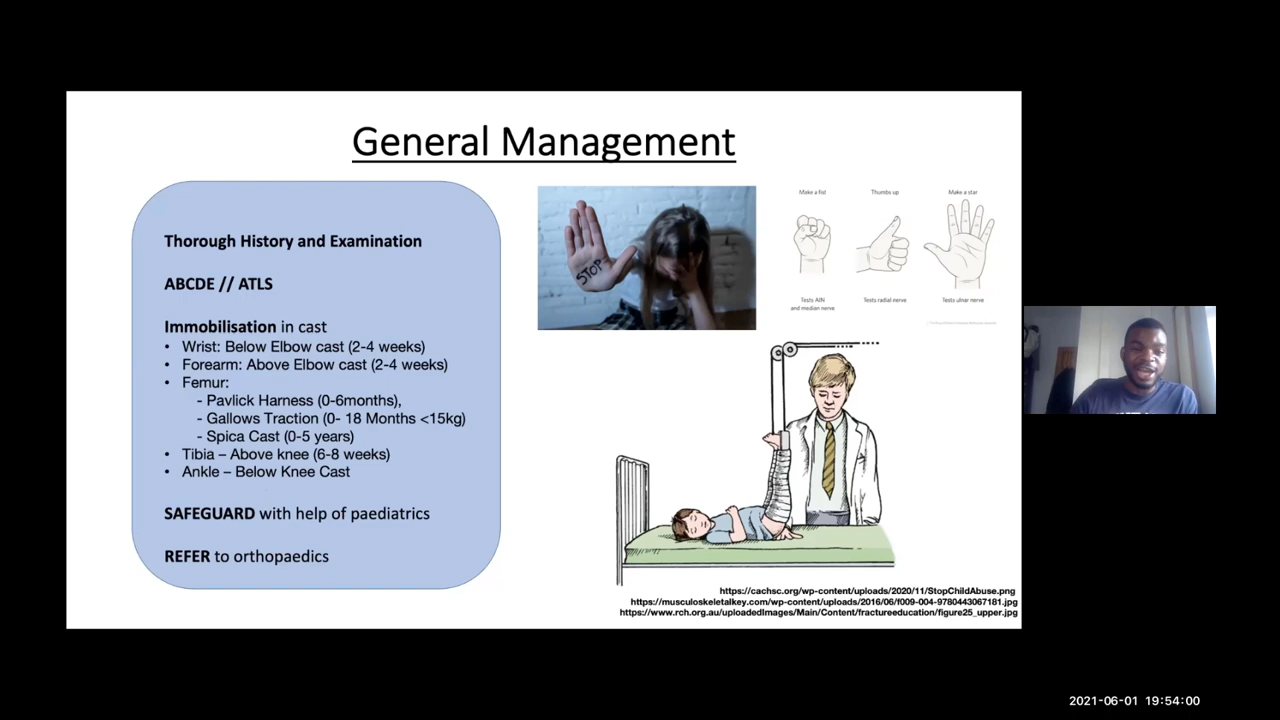 General Management
Thorough History and Examination
ABCDE // ATLS
Immobilisation in cast
• Wrist: Below Elbow cast (2-4 weeks)
• Forearm: Above Elbow cast (2-4 weeks)
• Femur:
- Pavlick Harness (0-6months),
- Gallows Traction (0- 18 Months <15kg)
- Spica Cast (0-5 years)
• Tibia – Above knee (6-8 weeks)
• Ankle – Below Knee Cast
SAFEGUARD with help of paediatrics
REFER to orthopaedics
STOP
Make a fist
Thumbs up
Make a star
Tests AIN
and median nerve
Tests radial nerve
Tests ulnar nerve
https://cachsc.org/wp-content/uploads/2020/11/StopChildAbuse.png
https://musculoskeletalkey.com/wp-content/uploads/2016/06/f009-004-9780443067181.jpg
https://www.rch.org.au/uploadedImages/Main/Content/fractureeducation/figure25_upper.jpg
2021-06-01 19:54:00